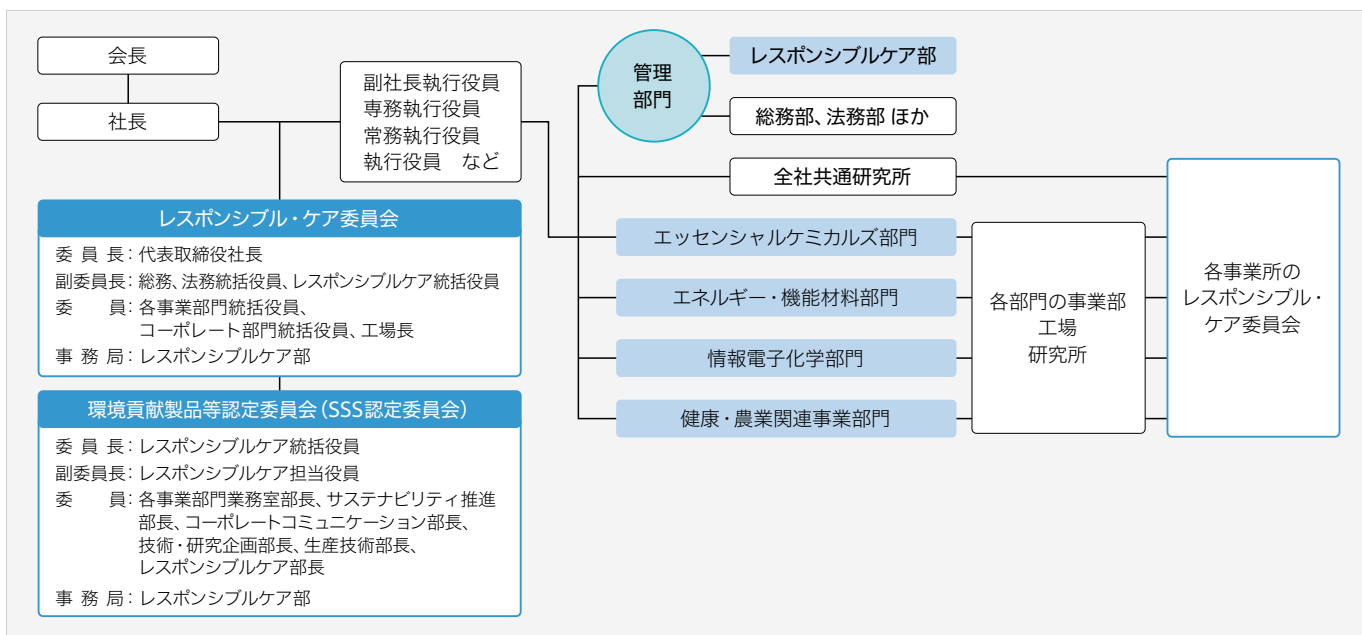 会長
社長
副社長執行役員
専務執行役員
常務執行役員
執行役員 など
レスポンシブル・ケア委員会
委員長：代表取締役社長
副委員長：総務、法務統括役員、レスポンシブルケア統括役員
委員：各事業部門統括役員、
コーポレート部門統括役員、工場長
事務局：レスポンシブルケア部
環境貢献製品等認定委員会（SSS認定委員会）
委員長：レスポンシブルケア統括役員
副委員長：レスポンシブルケア担当役員
委員：各事業部門業務室部長、サステナビリティ推進
部長、コーポレートコミュニケーション部長、
技術・研究企画部長、生産技術部長、
レスポンシブルケア部長
事務局：レスポンシブルケア部
管理
部門
レスポンシブルケア部
総務部、法務部 ほか
全社共通研究所
エッセンシャルケミカルズ部門
エネルギー・機能材料部門
情報電子化学部門
健康・農業関連事業部門
各部門の事業部
工場
研究所
各事業所の
レスポンシブル・
ケア委員会